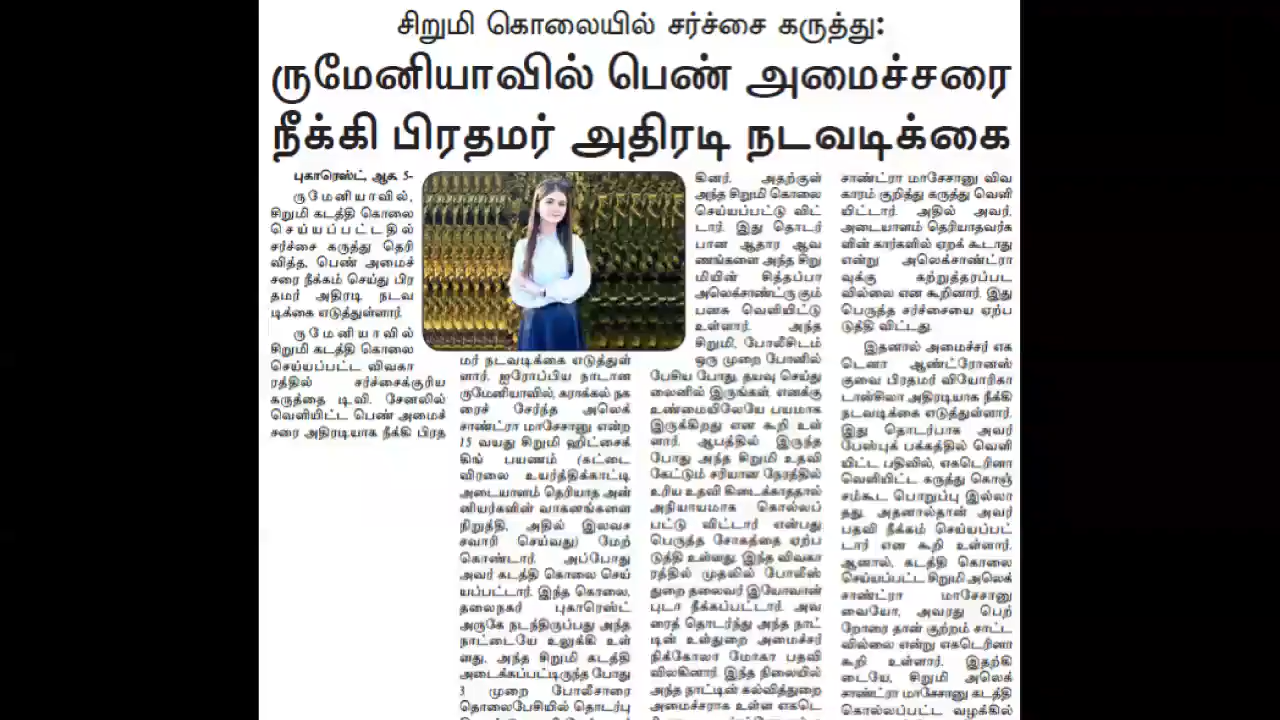 சிறுமி கொலையில் சர்ச்சை கருத்து:
ருமேனியாவில் பெண் அமைச்சரை
நீக்கி பிரதமர் அதிரடி நடவடிக்கை
புகாரெஸ்ட், ஆக 5-
ருமேனியாவில்,
சிறுமி கடத்தி கொலை
செய்யப்பட்டதில்
சர்ச்சை கருத்து தெரி
வித்த, பெண் அமைச்
சரை நீக்கம் செய்து பிர
தமர் அதிரடி நடவ
டிக்கை எடுத்துள்ளார்.
ருமேனியாவில்
சிறுமி கடத்தி கொலை
செய்யப்பட்ட விவகா
ரத்தில் சர்ச்சைக்குரிய
கருத்தை டி.வி. சேனலில்
வெளியிட்ட பெண் அமைச்
சரை அதிரடியாக நீக்கி பிரத
மர் நடவடிக்கை எடுத்துள்
ளார். ஐரோப்பிய நாடான
ருமேனியாவில், கராக்கல் நக
ரைச் சேர்ந்த அலெக்
சாண்ட்ரா மாசேசானு என்ற
15 வயது சிறுமி ஹிட்சைக்
கிங் பயணம் (கட்டை
விரலை உயர்த்திக்காட்டி
அடையாளம் தெரியாத அன்
னியர்களின் வாகனங்களை
நிறுத்தி, அதில் இலவச
சவாரி செய்வது) மேற்
கொண்டார். அப்போது
அவர் கடத்தி கொலை செய்
யப்பட்டார். இந்த கொலை,
தலைநகர் புகாரெஸ்ட்
அருகே நடந்திருப்பது அந்த
நாட்டையே உலுக்கி உள்
ளது. அந்த சிறுமி கடத்தி
அடைக்கப்பட்டிருந்த போது
3 முறை போலீசாரை
தொலைபேசியில் தொடர்பு
கினர். அதற்குள்
அந்த சிறுமி கொலை
செய்யப்பட்டு விட்
டார். இது தொடர்
பான ஆதார ஆவ
ணங்களை அந்த சிறு
மியின் சித்தப்பா
அலெக்சாண்ட்ரு கும்
பனசு வெளியிட்டு
உள்ளார். அந்த
சிறுமி, போலீசிடம்
ஒரு முறை போனில்
பேசிய போது, தயவு செய்து
லைனில் இருங்கள், எனக்கு
உண்மையிலேயே பயமாக
இருக்கிறது என கூறி உள்
ளார். ஆபத்தில் இருந்த
போது அந்த சிறுமி உதவி
கேட்டும் சரியான நேரத்தில்
உரிய உதவி கிடைக்காததால்
அநியாயமாக கொல்லப்
பட்டு விட்டார் என்பது
பெருத்த சோகத்தை ஏற்ப
டுத்தி உள்ளது. இந்த விவகா
ரத்தில் முதலில் போலீஸ்
துறை தலைவர் இயோவான்
புடா நீக்கப்பட்டார். அவ
ரைத் தொடர்ந்து அந்த நாட்
டின் உள்துறை அமைச்சர்
நிக்கோலா மோகா பதவி
விலகினார். இந்த நிலையில்
அந்த நாட்டின் கல்வித்துறை
அமைச்சராக உள்ள எகடெ
சாண்ட்ரா மாசேசானு விவ
காரம் குறித்து கருத்து வெளி
யிட்டார். அதில் அவர்,
அடையாளம் தெரியாதவர்க
ளின் கார்களில் ஏறக் கூடாது
என்று அலெக்சாண்ட்ரா
வுக்கு கற்றுத்தரப்பட
வில்லை என கூறினார். இது
பெருத்த சர்ச்சையை ஏற்ப
டுத்தி விட்டது.
இதனால் அமைச்சர் எக
டெனா ஆண்ட்ரோனஸ்
குவை பிரதமர் வியோரிகா
டான்சிலா அதிரடியாக நீக்கி
நடவடிக்கை எடுத்துள்ளார்.
இது தொடர்பாக அவர்
பேஸ்புக் பக்கத்தில் வெளி
யிட்ட பதிவில், எகடெரினா
வெளியிட்ட கருத்து கொஞ்
சம்கூட பொறுப்பு இல்லா
தது. அதனால்தான் அவர்
பதவி நீக்கம் செய்யப்பட்
டார் என கூறி உள்ளார்.
ஆனால், கடத்தி கொலை
செய்யப்பட்ட சிறுமி அலெக்
சாண்ட்ரா மாசேசானு
வையோ, அவரது பெற்
றோரை தான் குற்றம் சாட்ட
வில்லை என்று எகடெரினா
கூறி உள்ளார். இதற்கி
டையே, சிறுமி அலெக்
சாண்ட்ரா மாசேசானு கடத்தி
கொல்லப்பட்ட வழக்கில்